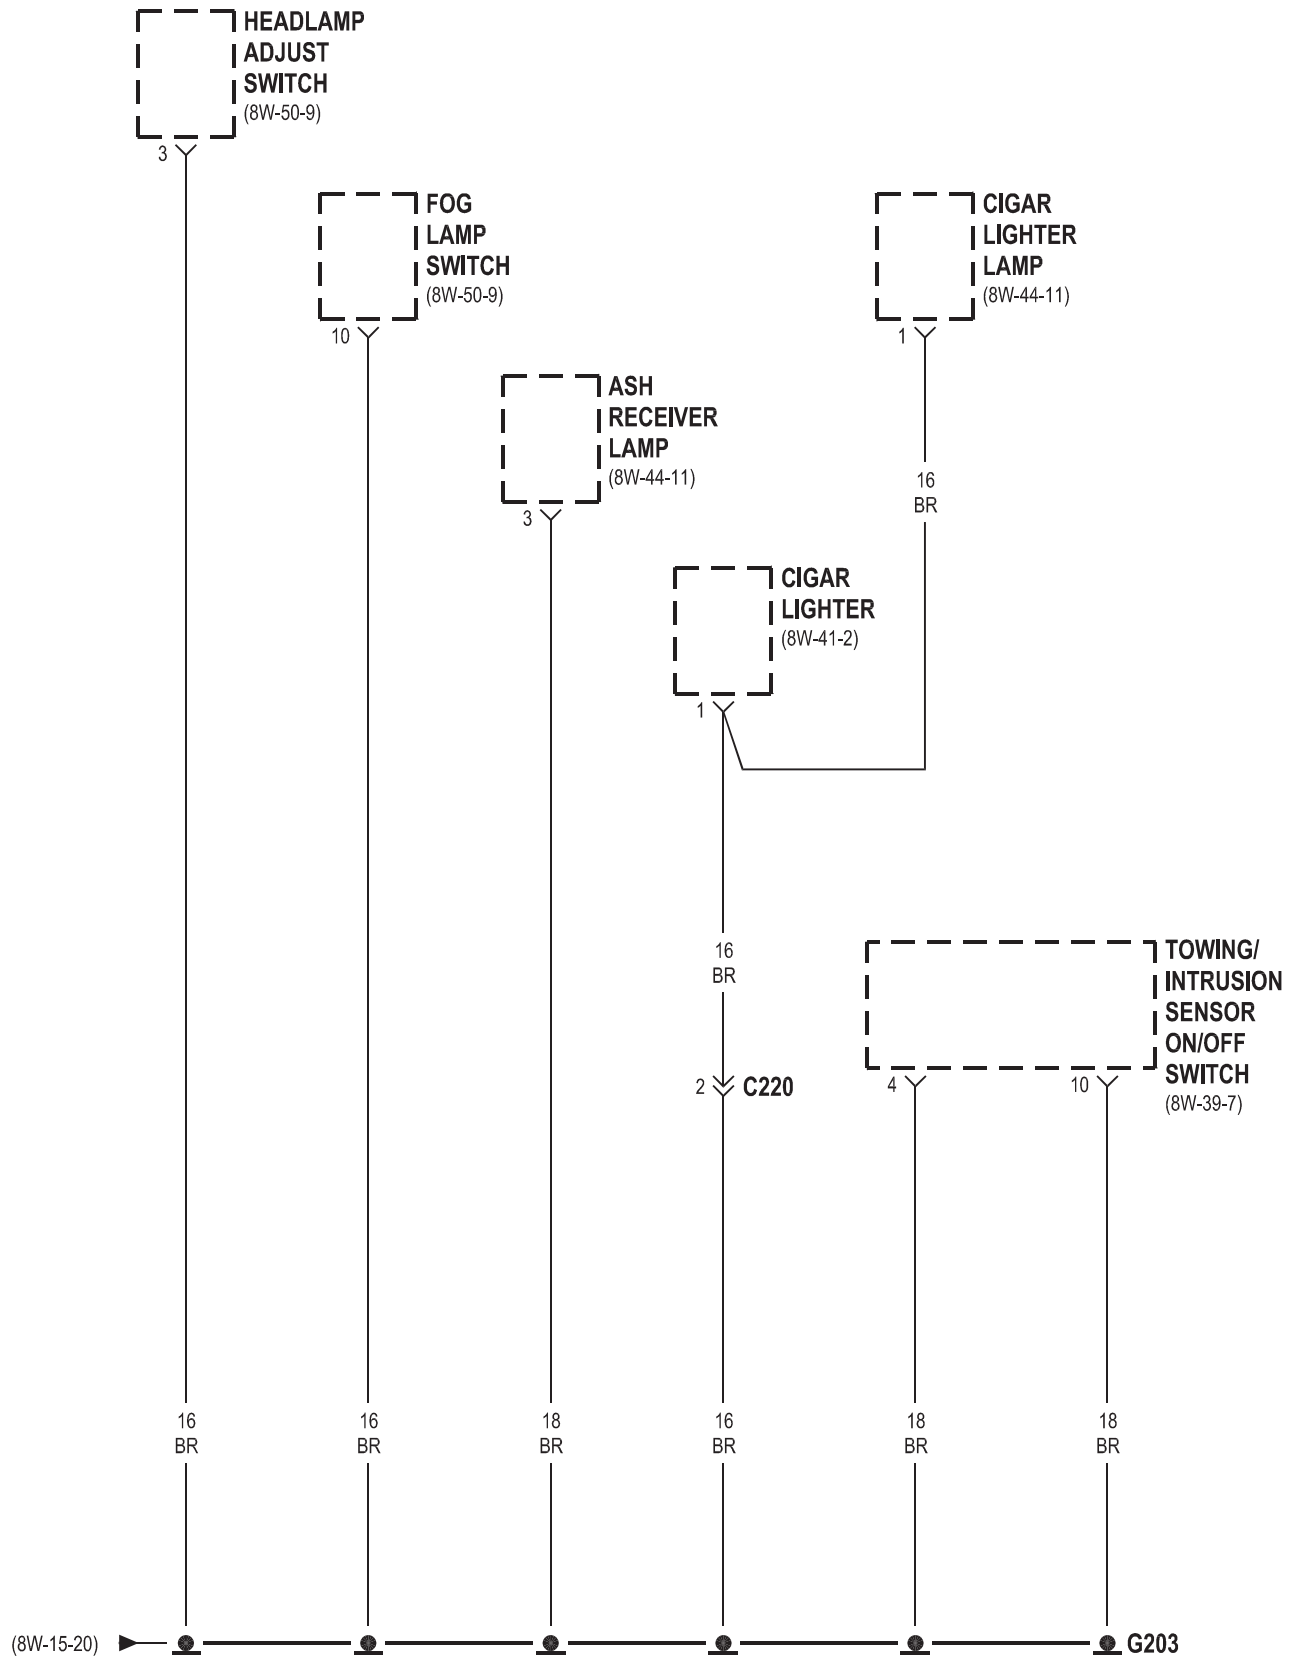 HEADLAMP
ADJUST
SWITCH
(8W-50-9)
3
FOG
LAMP
SWITCH
(8W-50-9)
10
CIGAR
LIGHTER
LAMP
(8W-44-11)
1
ASH
RECEIVER
LAMP
(8W-44-11)
3
16
BR
CIGAR
LIGHTER
(8W-41-2)
1
16
BR
TOWING/
INTRUSION
SENSOR
ON/OFF
SWITCH
(8W-39-7)
2 C220
4
10
16
BR
16
BR
18
BR
16
BR
18
BR
18
BR
(8W-15-20)
G203